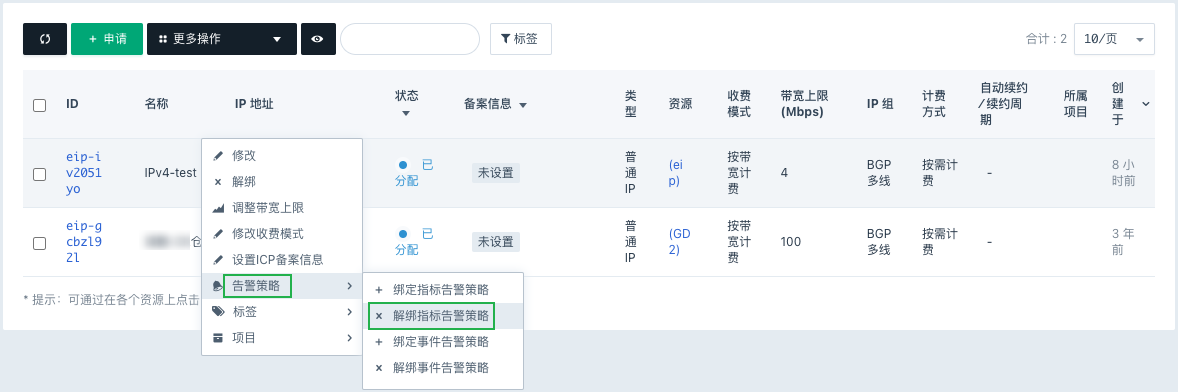 申请
更多操作
标签
合计 : 2
10/页
ID
名称
IP 地址
状态
备案信息
类型
资源
收费模式
带宽上限 (Mbps)
IP 组
计费方式
自动续约/续约周期
所属项目
创建于
eip-iv2051yo
IPv4-test
已分配
未设置
普通IP
(eip)
按带宽计费
4
BGP 多线
按需计费
-
8 小时前
eip-gcbzl92l
仓
已分配
未设置
普通IP
(GD2)
按带宽计费
100
BGP 多线
按需计费
-
3 年前
* 提示：可通过在各个资源上点击
修改
解绑
调整带宽上限
修改收费模式
设置ICP备案信息
告警策略
标签
项目
绑定指标告警策略
解绑指标告警策略
绑定事件告警策略
解绑事件告警策略